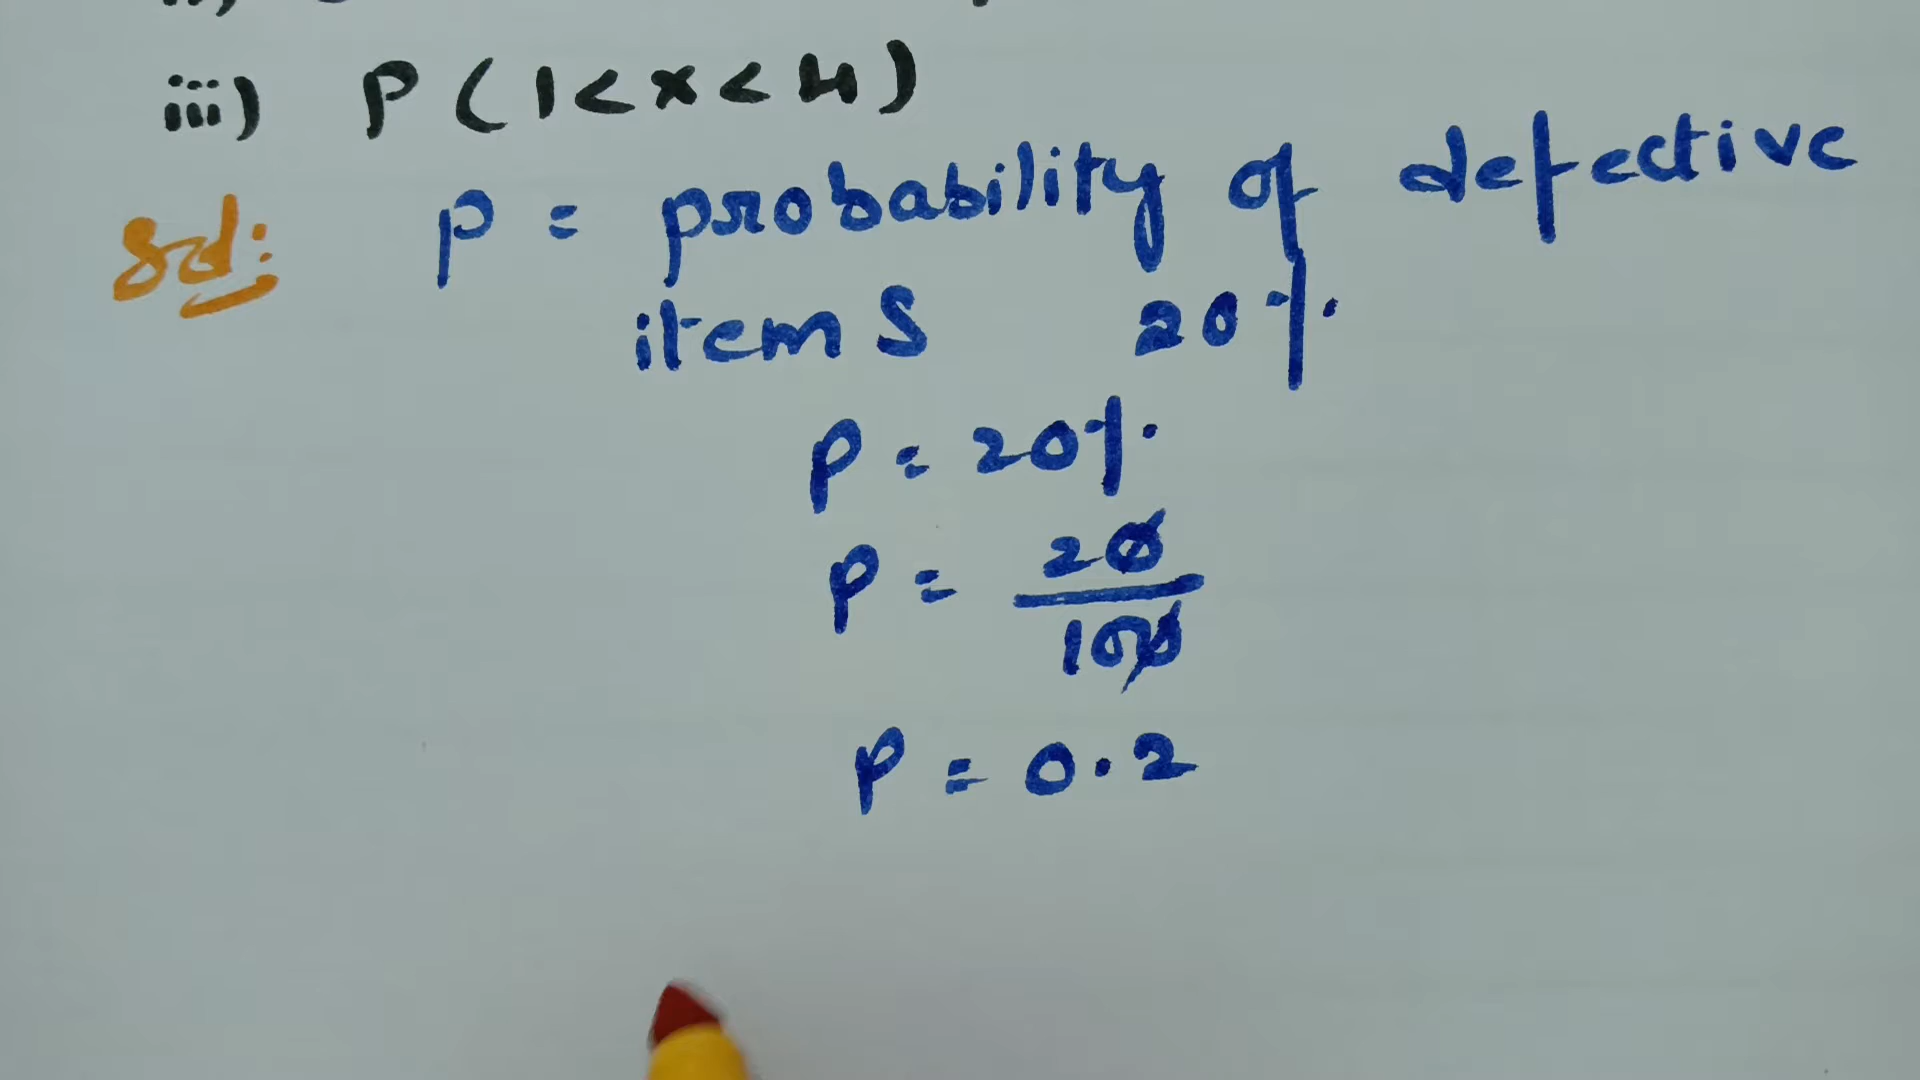 iii) P ( 1 < x < 4 )
Sol: p = probability of defective
items 20%
P = 20%
P = 20/100
P = 0.2